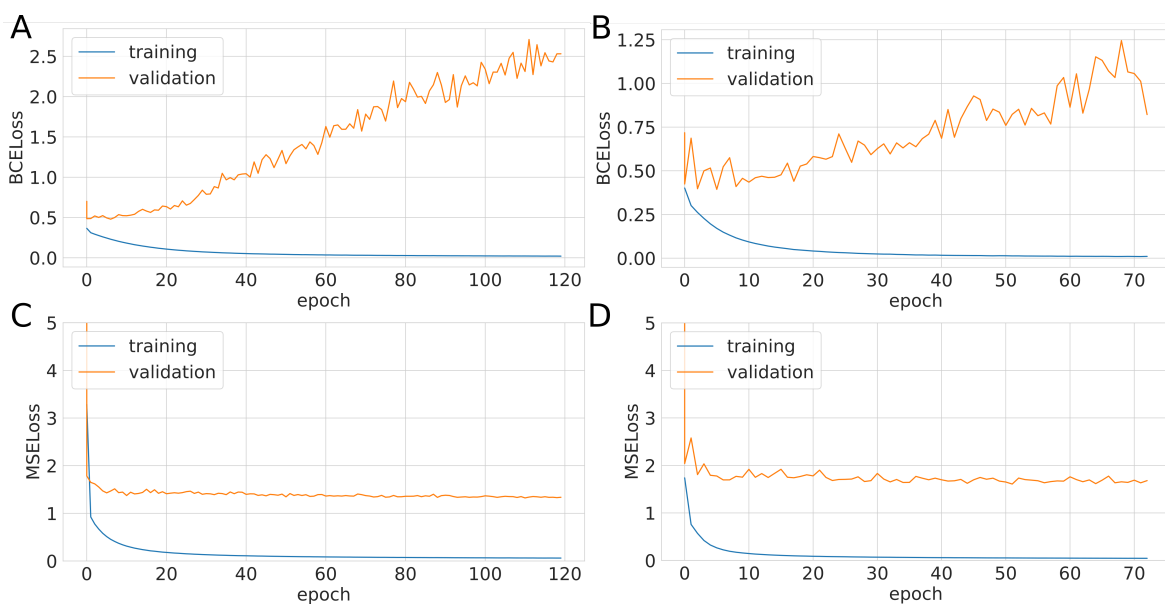 A
training
validation
2.5
2.0
1.5
1.0
0.5
0.0
BCELoss
0 20 40 60 80 100 120
epoch
B
training
validation
1.25
1.00
0.75
0.50
0.25
0.00
BCELoss
0 10 20 30 40 50 60 70
epoch
C
training
validation
5
4
3
2
1
0
MSELoss
0 20 40 60 80 100 120
epoch
D
training
validation
5
4
3
2
1
0
MSELoss
0 10 20 30 40 50 60 70
epoch